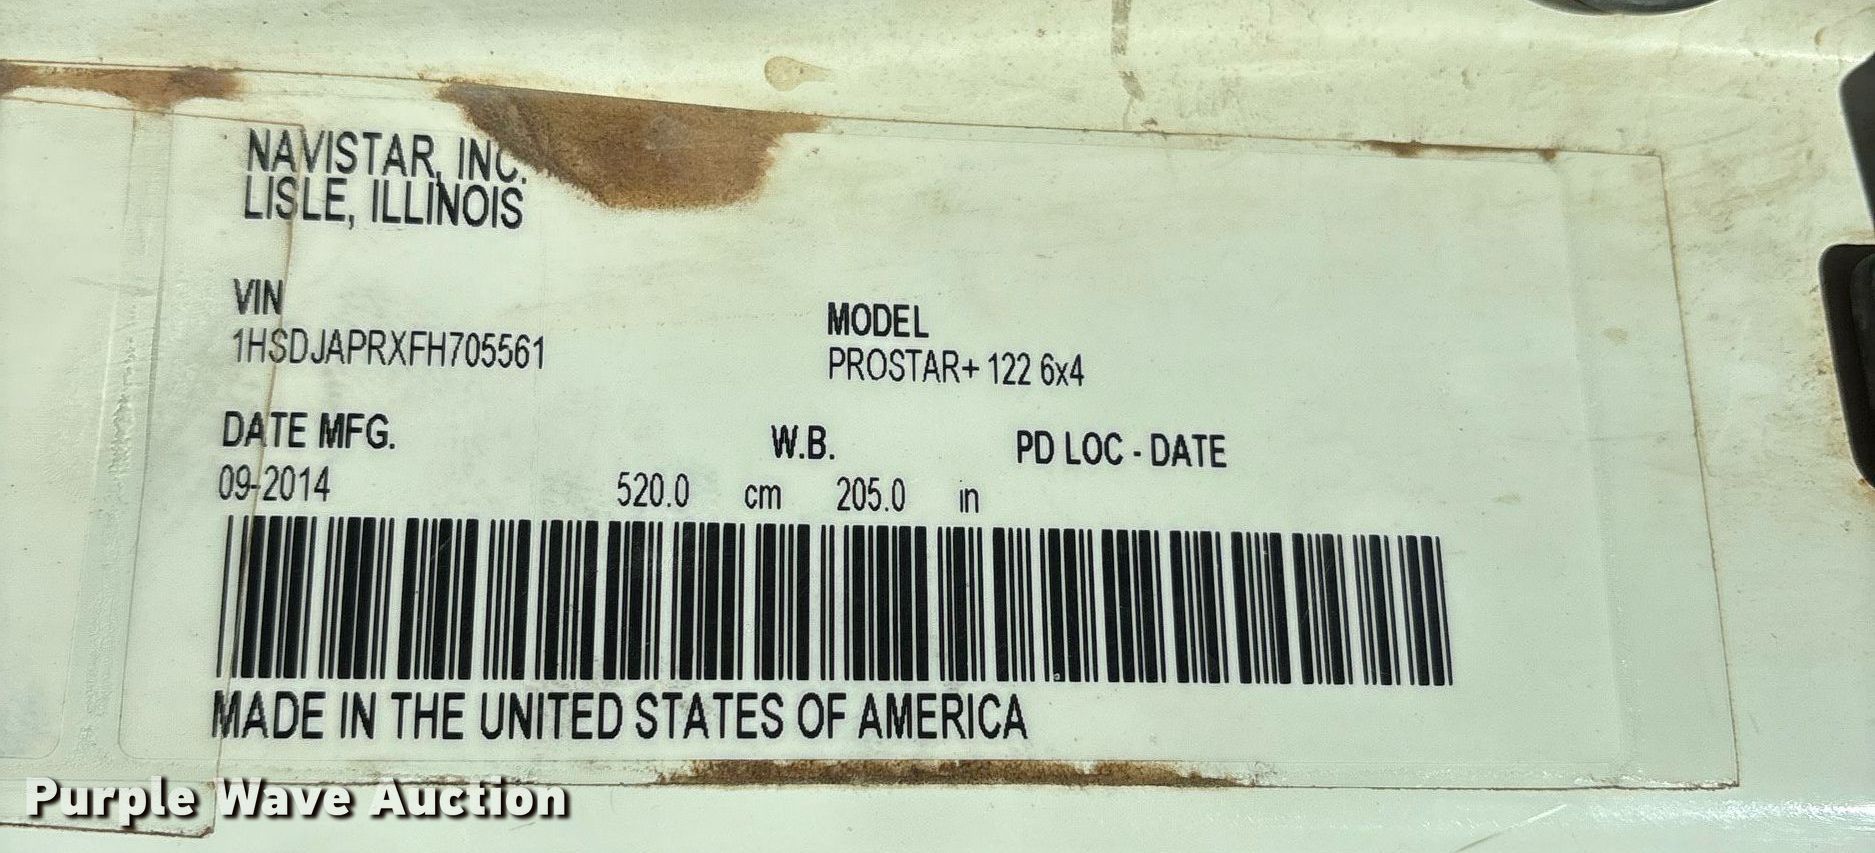 NAVISTAR, INC.
LISLE, ILLINOIS
VIN
1HSDJAPRXFH705561
MODEL
PROSTAR+ 122 6x4
DATE MFG.
09-2014
W.B.
520.0 cm 205.0 in
PD LOC - DATE
MADE IN THE UNITED STATES OF AMERICA
Purple Wave Auction